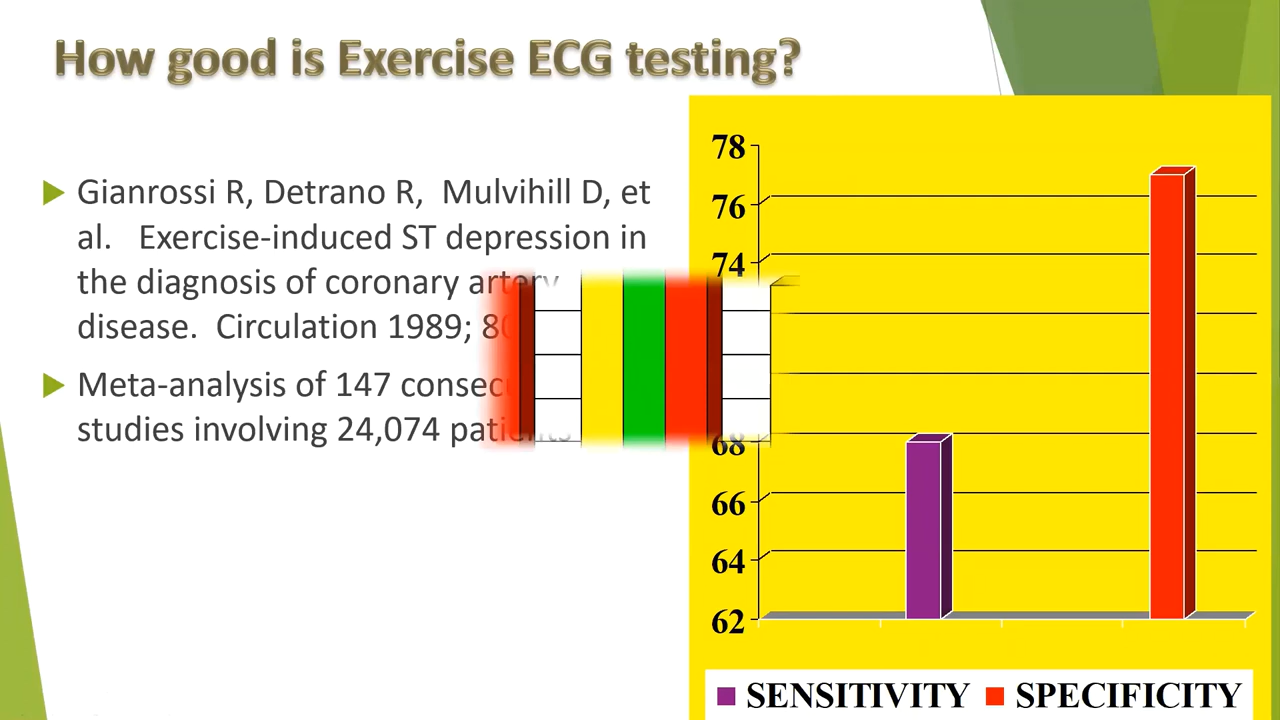 How good is Exercise ECG testing?
Gianrossi R, Detrano R, Mulvihill D, et
al. Exercise-induced ST depression in
the diagnosis of coronary artery
disease. Circulation 1989;
Meta-analysis of 147
studies involving 24,074 patients
78
76
74
68
66
64
62
SENSITIVITY SPECIFICITY